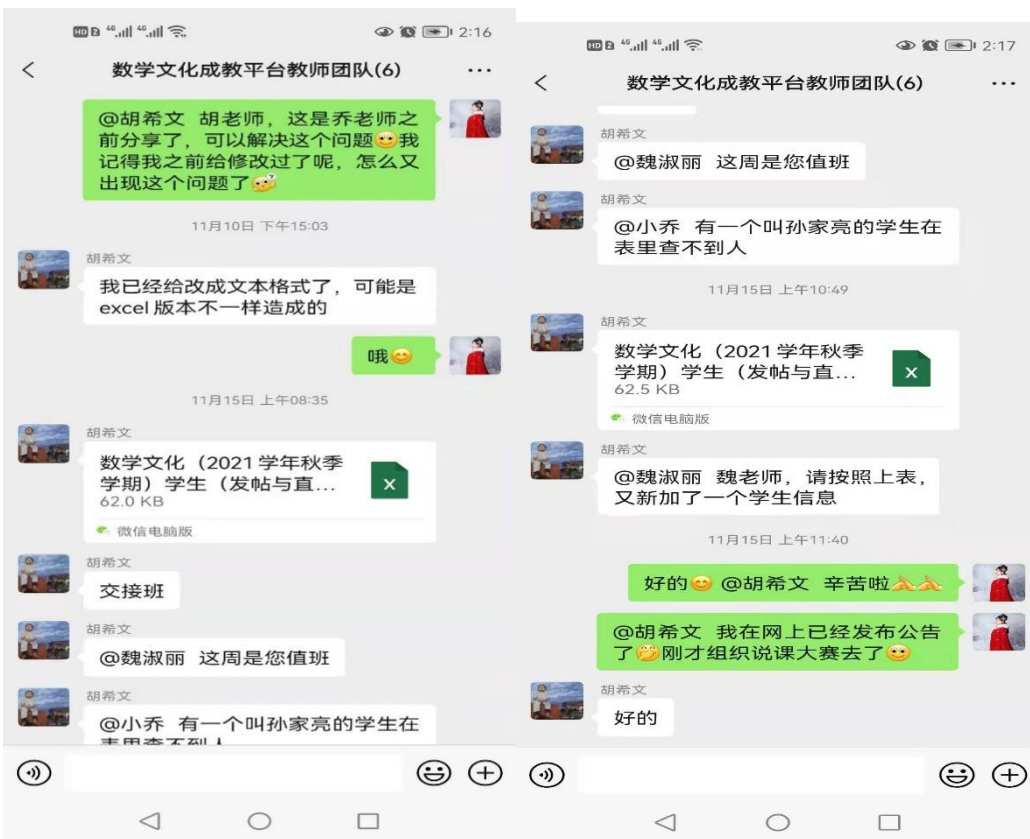 HD 2 4G 4G 2:16
数学文化成教平台教师团队(6)
@胡希文 胡老师，这是乔老师之
前分享了，可以解决这个问题🙂我
记得我之前给修改过了呢，怎么又
出现这个问题了
11月10日 下午15:03
胡希文
我已经给改成文本格式了，可能是
excel 版本不一样造成的
哦😊
11月15日 上午08:35
胡希文
数学文化（2021 学年秋季
学期）学生（发帖与直...
62.0 KB
X
微信电脑版
胡希文
交接班
胡希文
@魏淑丽 这周是您值班
胡希文
@小乔 有一个叫孙家亮的学生在
表里查不到人
HD 2 4G 4G 2:17
数学文化成教平台教师团队(6)
胡希文
@魏淑丽 这周是您值班
胡希文
@小乔 有一个叫孙家亮的学生在
表里查不到人
11月15日 上午10:49
胡希文
数学文化（2021 学年秋季
学期）学生（发帖与直...
62.5 KB
X
微信电脑版
胡希文
@魏淑丽 魏老师，请按照上表，
又新加了一个学生信息
11月15日 上午11:40
好的😊 @胡希文 辛苦啦🙏🙏
@胡希文 我在网上已经发布公告
了🤭刚才组织说课大赛去了🙂
胡希文
好的